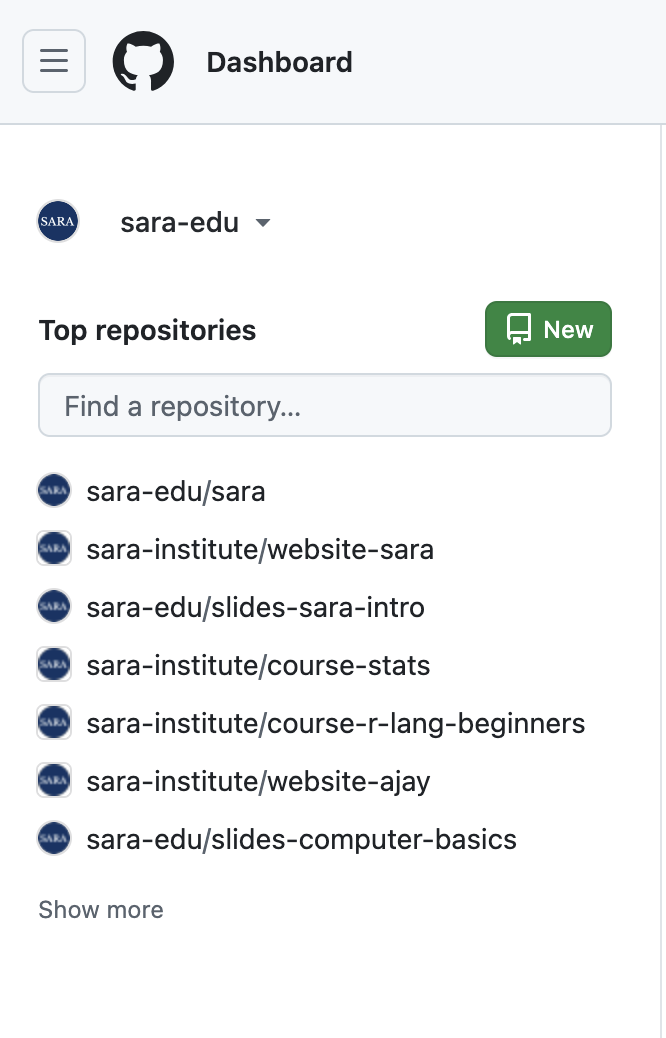 Dashboard
SARA
sara-edu
Top repositories
New
Find a repository...
SARA sara-edu/sara
SARA sara-institute/website-sara
SARA sara-edu/slides-sara-intro
SARA sara-institute/course-stats
SARA sara-institute/course-r-lang-beginners
SARA sara-institute/website-ajay
SARA sara-edu/slides-computer-basics
Show more